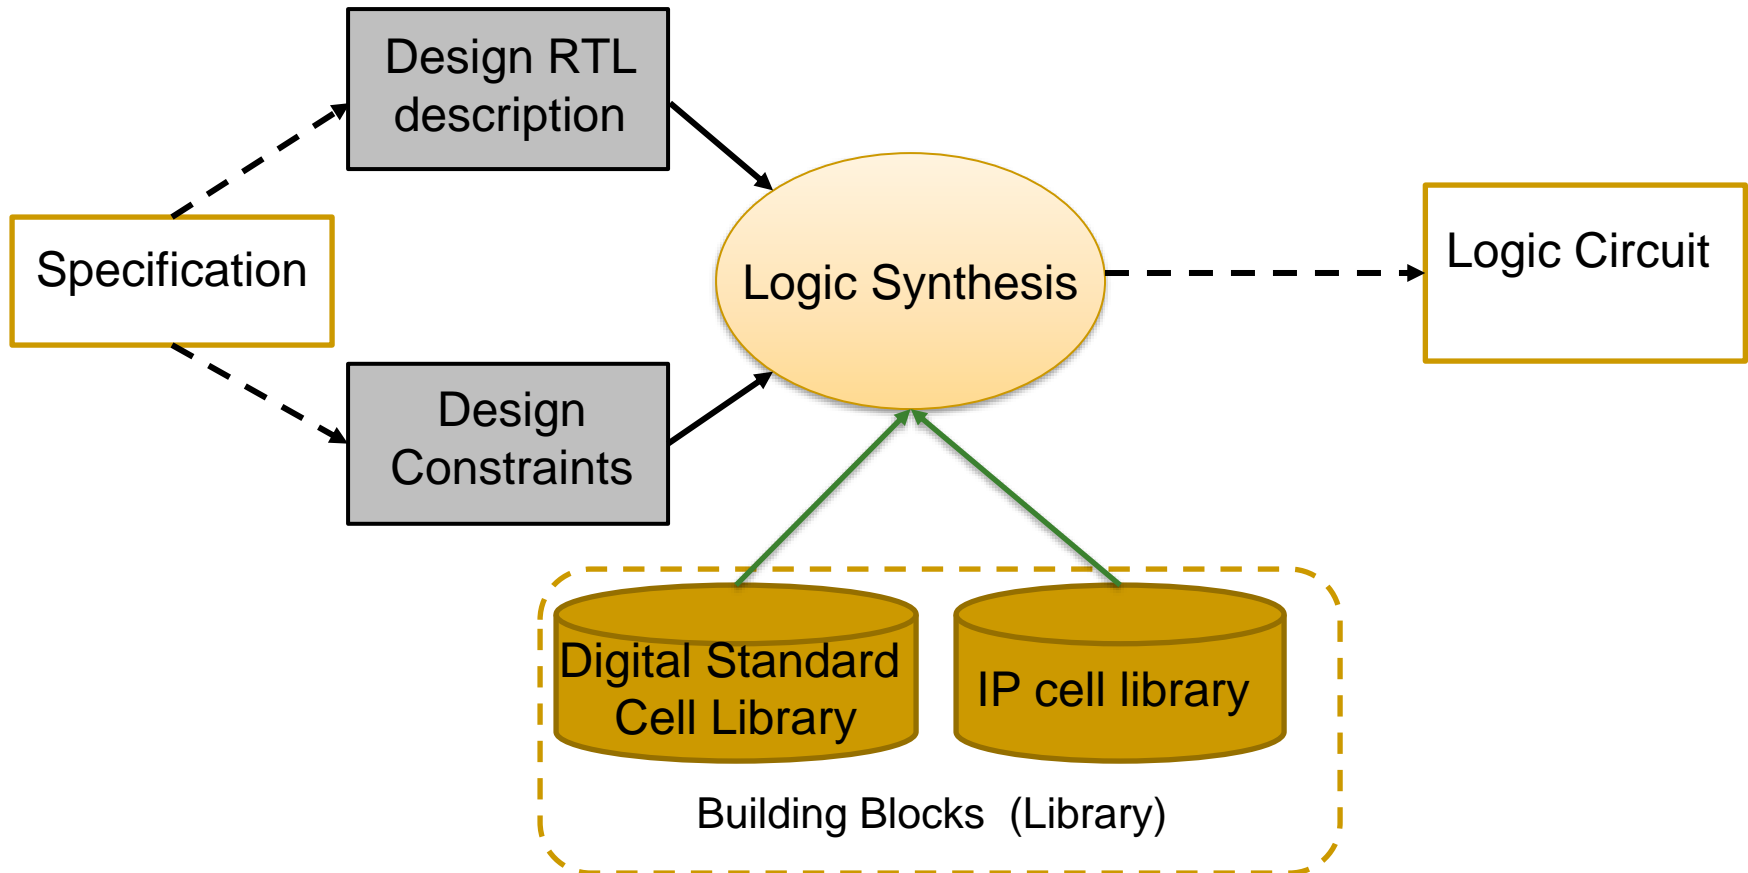 Design RTL
description
Specification
Logic Synthesis
Logic Circuit
Design
Constraints
Digital Standard
Cell Library
IP cell library
Building Blocks  (Library)